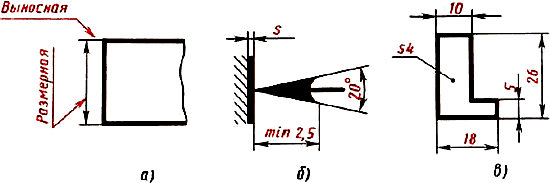 Выносная
Размерная
а)
s
20°
min 2,5
б)
10
s4
26
5
18
в)